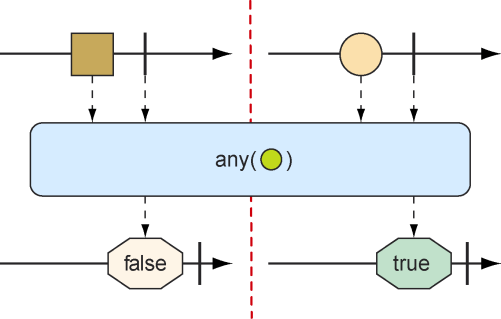 any( )
false
true